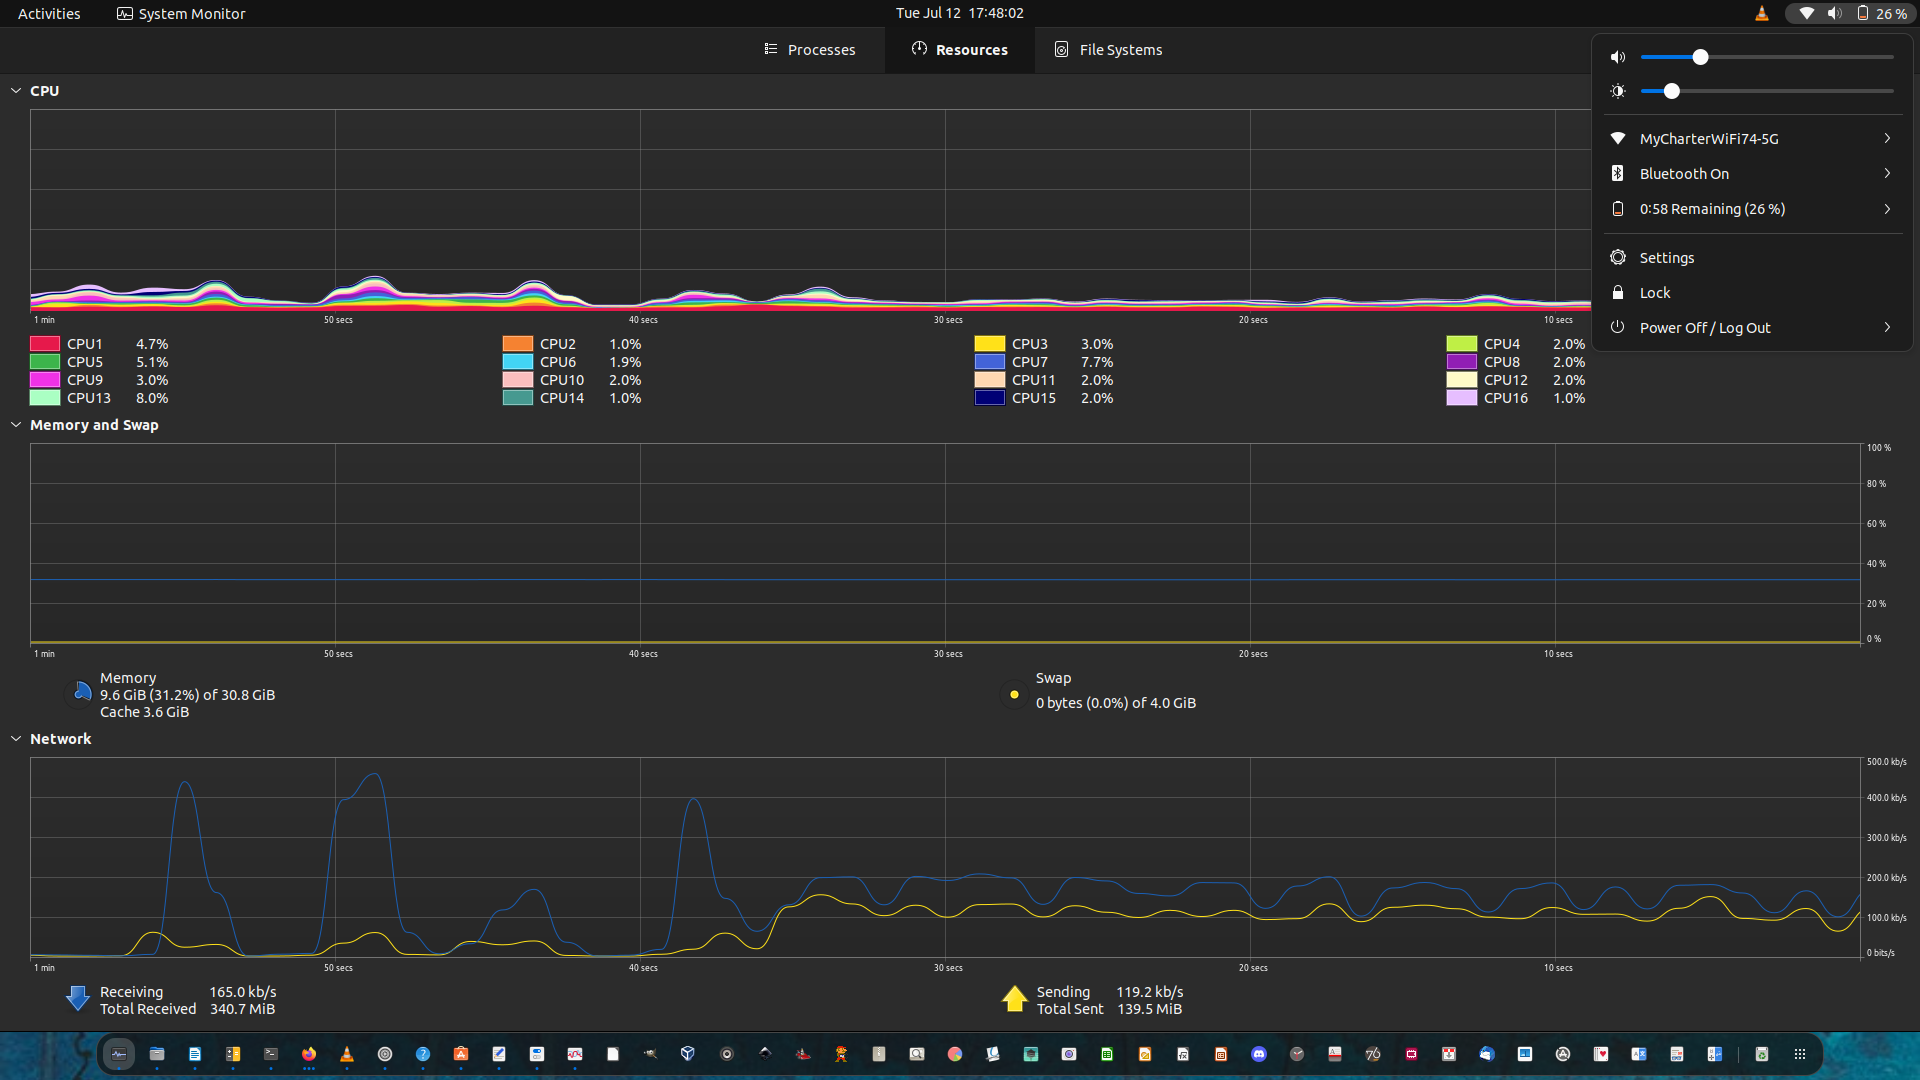 Activities
System Monitor
Tue Jul 12 17:48:02
26 %
Processes
Resources
File Systems
MyCharterWiFi74-5G
Bluetooth On
0:58 Remaining (26 %)
Settings
Lock
Power Off / Log Out
CPU
1 min 50 secs 40 secs 30 secs 20 secs 10 secs
CPU1 4.7% CPU2 1.0% CPU3 3.0% CPU4 2.0%
CPU5 5.1% CPU6 1.9% CPU7 7.7% CPU8 2.0%
CPU9 3.0% CPU10 2.0% CPU11 2.0% CPU12 2.0%
CPU13 8.0% CPU14 1.0% CPU15 2.0% CPU16 1.0%
Memory and Swap
100 %
80 %
60 %
40 %
20 %
0 %
1 min 50 secs 40 secs 30 secs 20 secs 10 secs
Memory
9.6 GiB (31.2%) of 30.8 GiB
Cache 3.6 GiB
Swap
0 bytes (0.0%) of 4.0 GiB
Network
500.0 kb/s
400.0 kb/s
300.0 kb/s
200.0 kb/s
100.0 kb/s
0 bits/s
1 min 50 secs 40 secs 30 secs 20 secs 10 secs
Receiving 165.0 kb/s
Total Received 340.7 MiB
Sending 119.2 kb/s
Total Sent 139.5 MiB
76